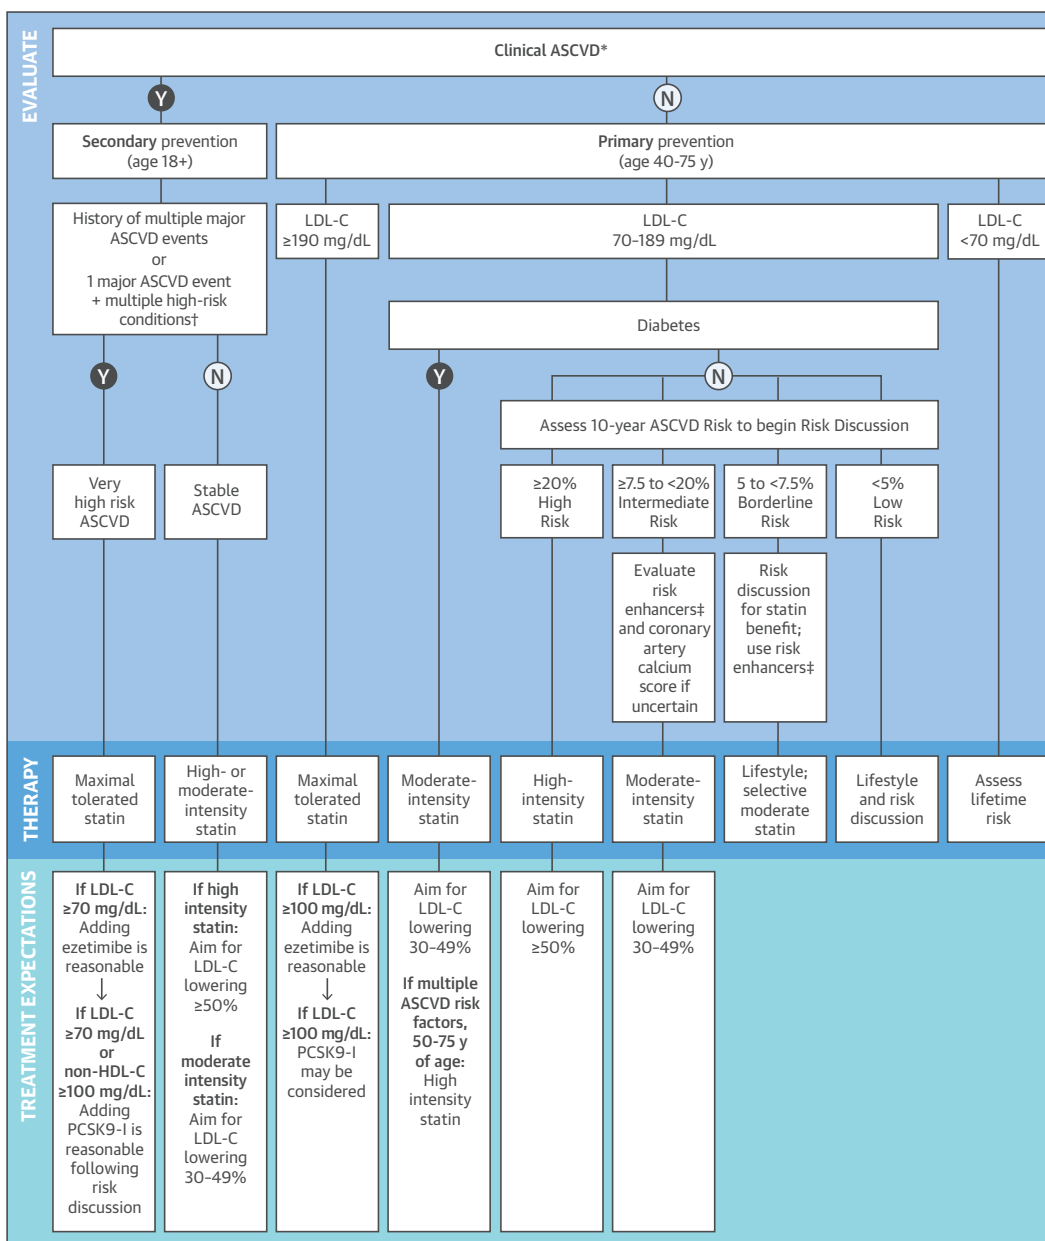 EVALUATE
Clinical ASCVD*
Y
N
Secondary prevention
(age 18+)
Primary prevention
(age 40-75 y)
History of multiple major
ASCVD events
or
1 major ASCVD event
+ multiple high-risk
conditions†
LDL-C
≥190 mg/dL
LDL-C
70-189 mg/dL
LDL-C
<70 mg/dL
Diabetes
Y
N
Y
N
Assess 10-year ASCVD Risk to begin Risk Discussion
Very
high risk
ASCVD
Stable
ASCVD
≥20%
High
Risk
≥7.5 to <20%
Intermediate
Risk
5 to <7.5%
Borderline
Risk
<5%
Low
Risk
Evaluate
risk
enhancers‡
and coronary
artery
calcium
score if
uncertain
Risk
discussion
for statin
benefit;
use risk
enhancers‡
THERAPY
Maximal
tolerated
statin
High- or
moderate-
intensity
statin
Maximal
tolerated
statin
Moderate-
intensity
statin
High-
intensity
statin
Moderate-
intensity
statin
Lifestyle;
selective
moderate
statin
Lifestyle
and risk
discussion
Assess
lifetime
risk
TREATMENT EXPECTATIONS
If LDL-C
≥70 mg/dL:
Adding
ezetimibe is
reasonable
↓
If LDL-C
≥70 mg/dL
or
non-HDL-C
≥100 mg/dL:
Adding
PCSK9-I is
reasonable
following
risk
discussion
If high
intensity
statin:
Aim for
LDL-C
lowering
≥50%
If
moderate
intensity
statin:
Aim for
LDL-C
lowering
30-49%
If LDL-C
≥100 mg/dL:
Adding
ezetimibe is
reasonable
↓
If LDL-C
≥100 mg/dL:
PCSK9-I
may be
considered
Aim for
LDL-C
lowering
30-49%
If multiple
ASCVD risk
factors,
50-75 y
of age:
High
intensity
statin
Aim for
LDL-C
lowering
≥50%
Aim for
LDL-C
lowering
30-49%